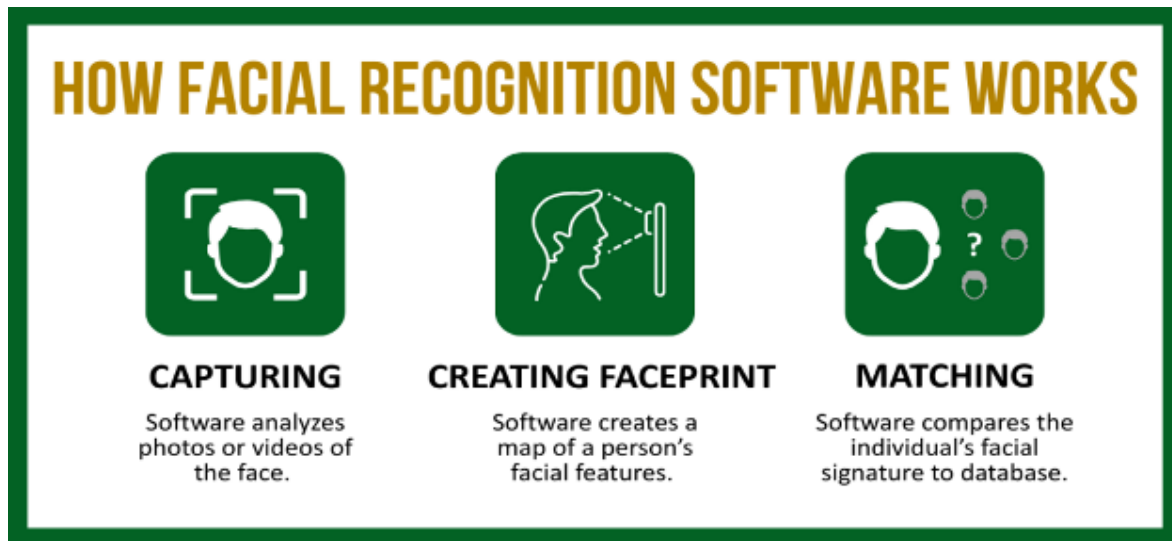 HOW FACIAL RECOGNITION SOFTWARE WORKS
?
CAPTURING
Software analyzes
photos or videos of
the face.
CREATING FACEPRINT
Software creates a
map of a person's
facial features.
MATCHING
Software compares the
individual's facial
signature to database.